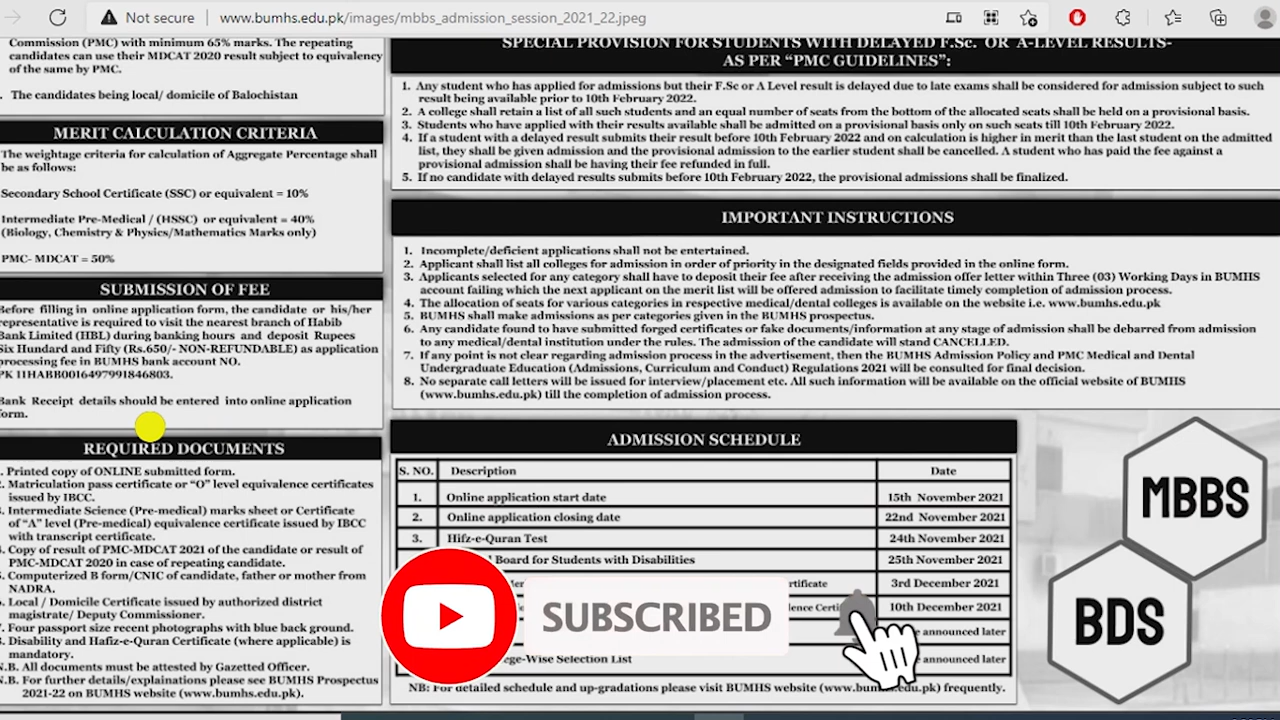 Not secure
www.bumhs.edu.pk/images/mbbs_admission_session_2021_22.jpeg
Commission (PMC) with minimum 65% marks. The repeating
candidates can use their MDCAT 2020 result subject to equivalency
of the same by PMC.
. The candidates being local/ domicile of Balochistan
MERIT CALCULATION CRITERIA
The weightage criteria for calculation of Aggregate Percentage shall
be as follows:
Secondary School Certificate (SSC) or equivalent = 10%
Intermediate Pre-Medical / (HSSC) or equivalent = 40%
(Biology, Chemistry & Physics/Mathematics Marks only)
PMC- MDCAT = 50%
SUBMISSION OF FEE
Before filling in online application form, the candidate or his/her
representative is required to visit the nearest branch of Habib
Bank Limited (HBL) during banking hours and deposit Rupees
Six Hundard and Fifty (Rs.650/- NON-REFUNDABLE) as application
processing fee in BUMHS bank account NO.
PK 11HABB0016497991846803.
Bank Receipt details should be entered into online application
form.
REQUIRED DOCUMENTS
. Printed copy of ONLINE submitted form.
2. Matriculation pass certificate or “O” level equivalence certificates
issued by IBCC.
3. Intermediate Science (Pre-medical) marks sheet or Certificate
of “A” level (Pre-medical) equivalence certificate issued by IBCC
with transcript certificate.
4. Copy of result of PMC-MDCAT 2021 of the candidate or result of
PMC-MDCAT 2020 in case of repeating candidate.
5. Computerized B form/CNIC of candidate, father or mother from
NADRA.
6. Local / Domicile Certificate issued by authorized district
magistrate/ Deputy Commissioner.
7. Four passport size recent photographs with blue back ground.
8. Disability and Hafiz-e-Quran Certificate (where applicable) is
mandatory.
N.B. All documents must be attested by Gazetted Officer.
N.B. For further details/explainations please see BUMHS Prospectus
2021-22 on BUMHS website (www.bumhs.edu.pk).
SPECIAL PROVISION FOR STUDENTS WITH DELAYED F.Sc. OR A-LEVEL RESULTS-
AS PER “PMC GUIDELINES”:
1. Any student who has applied for admissions but their F.Sc or A Level result is delayed due to late exams shall be considered for admission subject to such
result being available prior to 10th February 2022.
2. A college shall retain a list of all such students and an equal number of seats from the bottom of the allocated seats shall be held on a provisional basis.
3. Students who have applied with their results available shall be admitted on a provisional basis only on such seats till 10th February 2022.
4. If a student with a delayed result submits their result before 10th February 2022 and on calculation is higher in merit than the last student on the admitted
list, they shall be given admission and the provisional admission to the earlier student shall be cancelled. A student who has paid the fee against a
provisional admission shall be having their fee refunded in full.
5. If no candidate with delayed results submits before 10th February 2022, the provisional admissions shall be finalized.
IMPORTANT INSTRUCTIONS
1. Incomplete/deficient applications shall not be entertained.
2. Applicant shall list all colleges for admission in order of priority in the designated fields provided in the online form.
3. Applicants selected for any category shall have to deposit their fee after receiving the admission offer letter within Three (03) Working Days in BUMHS
account failing which the next applicant on the merit list will be offered admission to facilitate timely completion of admission process.
4. The allocation of seats for various categories in respective medical/dental colleges is available on the website i.e. www.bumhs.edu.pk
5. BUMHS shall make admissions as per categories given in the BUMHS prospectus.
6. Any candidate found to have submitted forged certificates or fake documents/information at any stage of admission shall be debarred from admission
to any medical/dental institution under the rules. The admission of the candidate will stand CANCELLED.
7. If any point is not clear regarding admission process in the advertisement, then the BUMHS Admission Policy and PMC Medical and Dental
Undergraduate Education (Admissions, Curriculum and Conduct) Regulations 2021 will be consulted for final decision.
8. No separate call letters will be issued for interview/placement etc. All such information will be available on the official website of BUMHS
(www.bumhs.edu.pk) till the completion of admission process.
ADMISSION SCHEDULE
S. NO. Description Date
1. Online application start date 15th November 2021
2. Online application closing date 22nd November 2021
3. Hifz-e-Quran Test 24th November 2021
Board for Students with Disabilities 25th November 2021
certificate 3rd December 2021
10th December 2021
announced later
Selection List announced later
NB: For detailed schedule and up-gradations please visit BUMHS website (www.bumhs.edu.pk) frequently.
SUBSCRIBED
MBBS
BDS